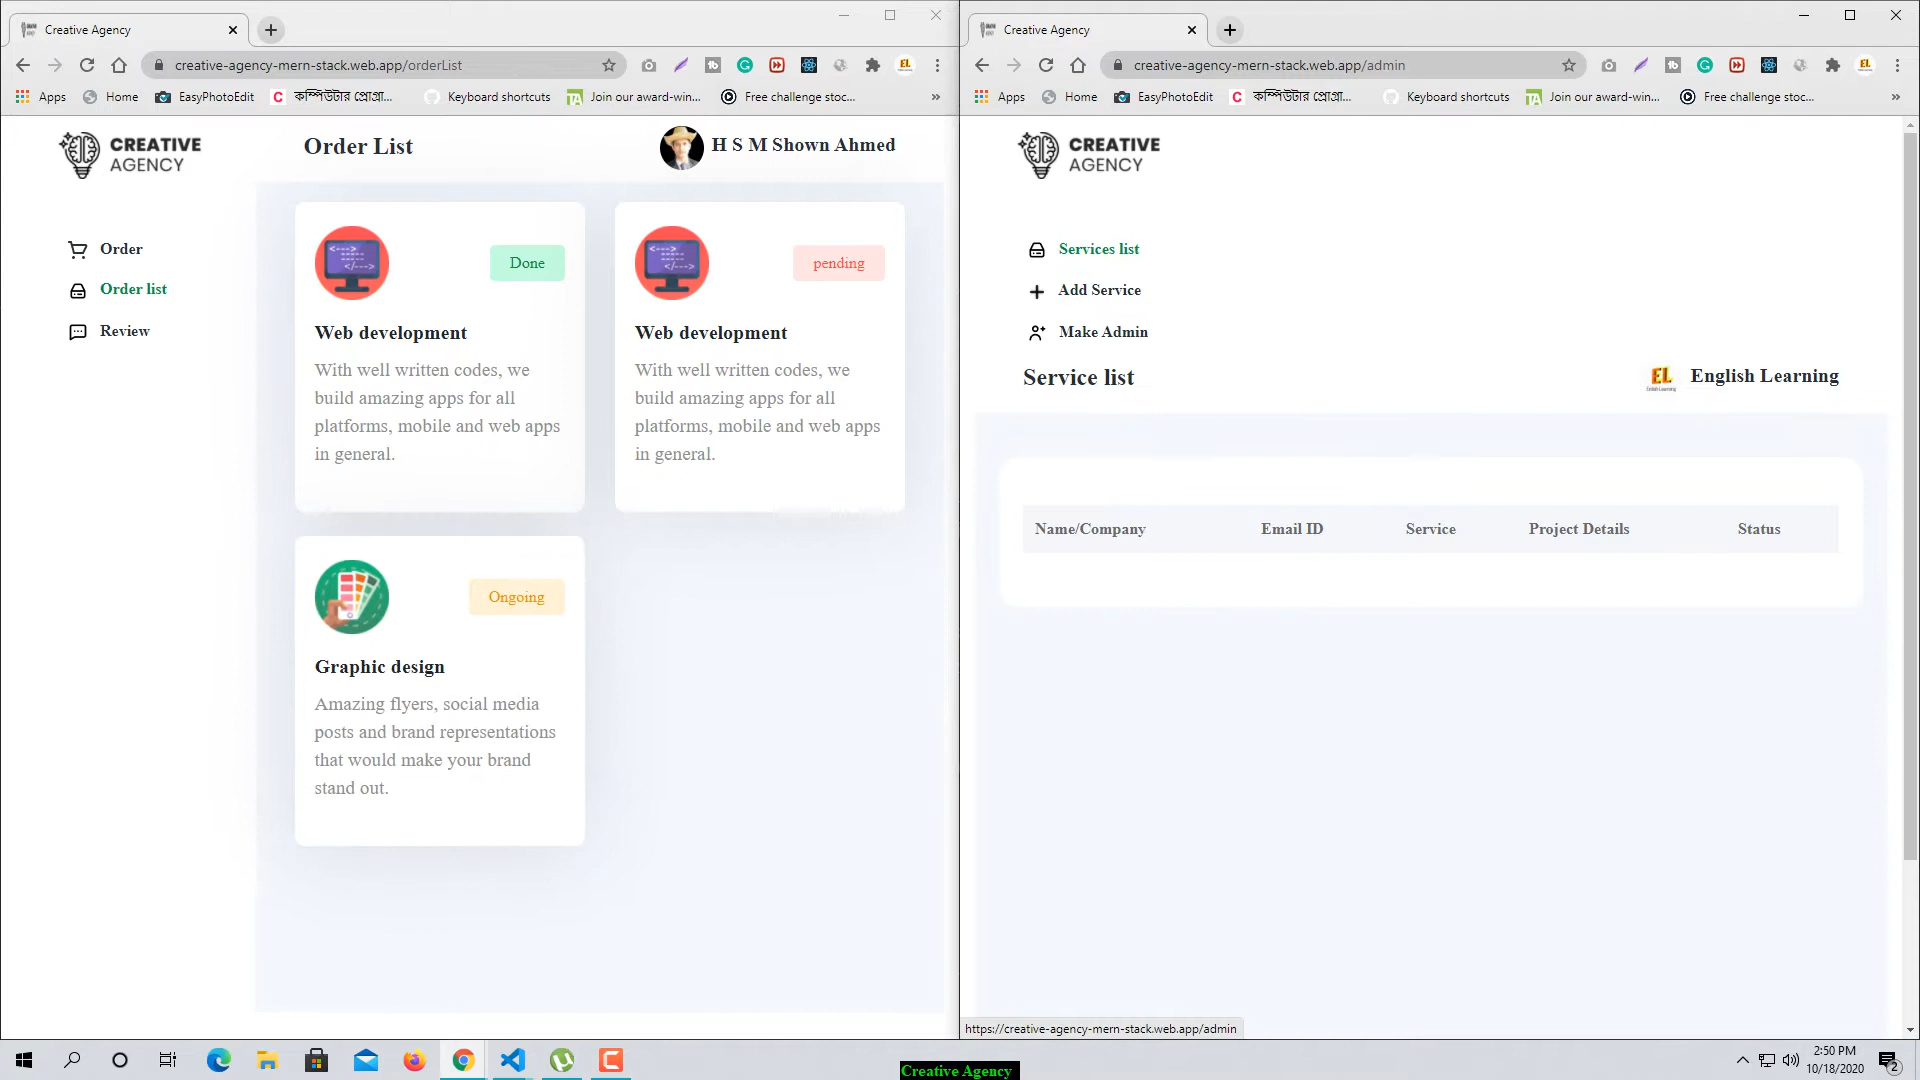 Creative Agency
creative-agency-mern-stack.web.app/orderList
Apps Home EasyPhotoEdit কম্পিউটার প্রোগ্রা... Keyboard shortcuts Join our award-win... Free challenge stoc... »
CREATIVE
AGENCY
Order List
H S M Shown Ahmed
Order
Order list
Review
Done
Web development
With well written codes, we
build amazing apps for all
platforms, mobile and web apps
in general.
pending
Web development
With well written codes, we
build amazing apps for all
platforms, mobile and web apps
in general.
Ongoing
Graphic design
Amazing flyers, social media
posts and brand representations
that would make your brand
stand out.
Creative Agency
creative-agency-mern-stack.web.app/admin
Apps Home EasyPhotoEdit কম্পিউটার প্রোগ্রা... Keyboard shortcuts Join our award-win... Free challenge stoc... »
CREATIVE
AGENCY
Services list
Add Service
Make Admin
Service list
EL English Learning
Name/Company Email ID Service Project Details Status
https://creative-agency-mern-stack.web.app/admin
Creative Agency
2:50 PM
10/18/2020
2